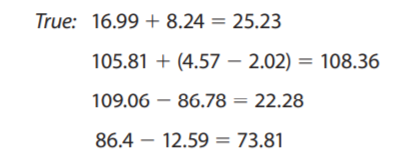 True: 16.99 + 8.24 = 25.23
105.81 + (4.57 − 2.02) = 108.36
109.06 − 86.78 = 22.28
86.4 − 12.59 = 73.81